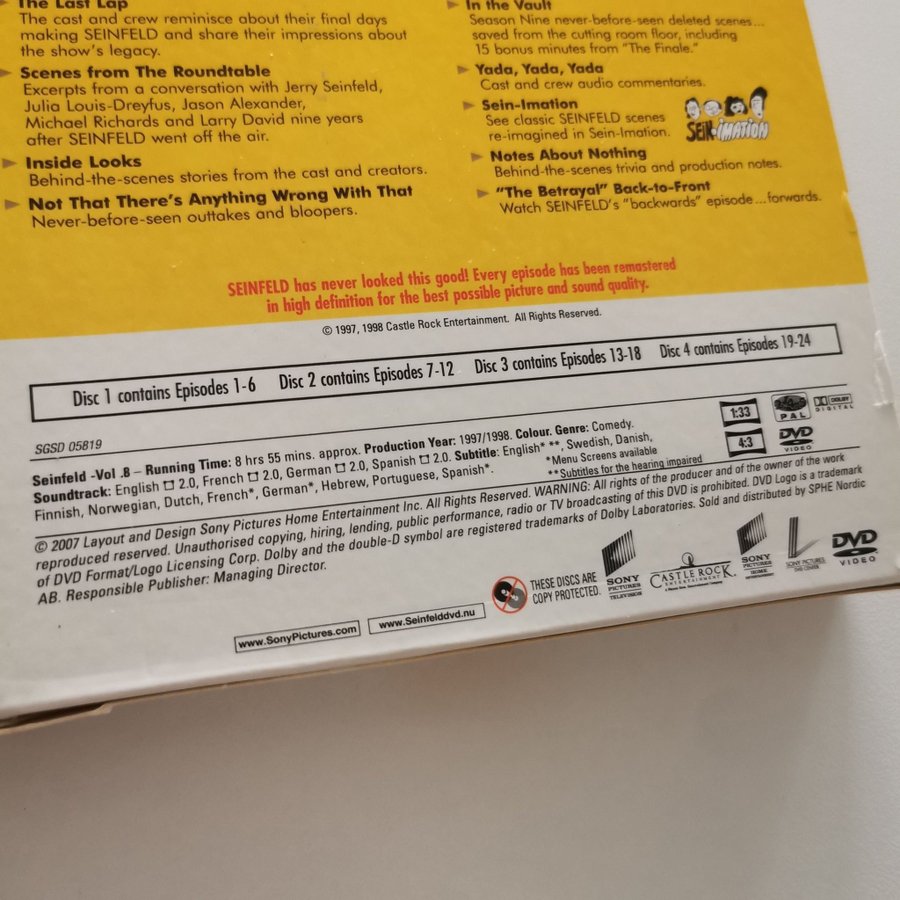 The Last Lap
The cast and crew reminisce about their final days
making SEINFELD and share their impressions about
the show's legacy.
Scenes from The Roundtable
Excerpts from a conversation with Jerry Seinfeld,
Julia Louis-Dreyfus, Jason Alexander,
Michael Richards and Larry David nine years
after SEINFELD went off the air.
Inside Looks
Behind-the-scenes stories from the cast and creators.
Not That There's Anything Wrong With That
Never-before-seen outtakes and bloopers.
In the Vault
Season Nine never-before-seen deleted scenes...
saved from the cutting room floor, including
15 bonus minutes from "The Finale."
Yada, Yada, Yada
Cast and crew audio commentaries.
Sein-Imation
See classic SEINFELD scenes
re-imagined in Sein-Imation.
SEIN-IMATION
Notes About Nothing
Behind-the-scenes trivia and production notes.
"The Betrayal" Back-to-Front
Watch SEINFELD's "backwards" episode...forwards.
SEINFELD has never looked this good! Every episode has been remastered
in high definition for the best possible picture and sound quality.
© 1997, 1998 Castle Rock Entertainment. All Rights Reserved.
Disc 1 contains Episodes 1-6 Disc 2 contains Episodes 7-12 Disc 3 contains Episodes 13-18 Disc 4 contains Episodes 19-24
SGSD 05819
Seinfeld -Vol .8 – Running Time: 8 hrs 55 mins. approx. Production Year: 1997/1998. Colour. Genre: Comedy.
Soundtrack: English 2.0, French 2.0, German 2.0, Spanish 2.0. Subtitle: English* **, Swedish, Danish,
Finnish, Norwegian, Dutch, French*, German*, Hebrew, Portuguese, Spanish*.
*Menu Screens available
**Subtitles for the hearing impaired
1:33
4:3
PAL
DOLBY
DIGITAL
DVD
VIDEO
© 2007 Layout and Design Sony Pictures Home Entertainment Inc. All Rights Reserved. WARNING: All rights of the producer and of the owner of the work
reproduced reserved. Unauthorised copying, hiring, lending, public performance, radio or TV broadcasting of this DVD is prohibited. DVD Logo is a trademark
of DVD Format/Logo Licensing Corp. Dolby and the double-D symbol are registered trademarks of Dolby Laboratories. Sold and distributed by SPHE Nordic
AB. Responsible Publisher: Managing Director.
www.SonyPictures.com
www.Seinfelddvd.nu
THESE DISCS ARE
COPY PROTECTED.
SONY
PICTURES
TELEVISION
CASTLE ROCK
ENTERTAINMENT
SONY
PICTURES
HOME
ENTERTAINMENT
SONY PICTURES
DVD CENTER
DVD
VIDEO